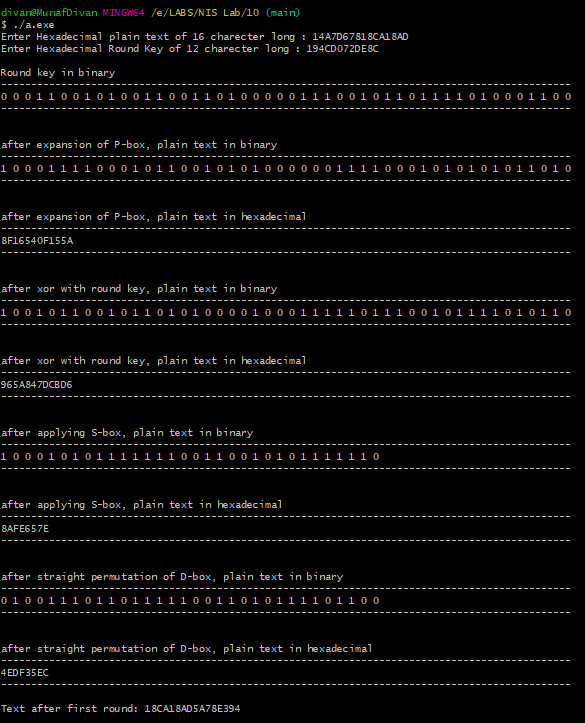 divan@MunafDivan MINGW64 /e/LABS/NIS Lab/10 (main)
$ ./a.exe
Enter Hexadecimal plain text of 16 charecter long : 14A7D67818CA18AD
Enter Hexadecimal Round Key of 12 charecter long : 194CD072DE8C
Round key in binary
-----------------------------------------------------------------------------------------------
0 0 0 1 1 0 0 1 0 1 0 0 1 1 0 0 1 1 0 1 0 0 0 0 0 1 1 1 0 0 1 0 1 1 0 1 1 1 1 0 1 0 0 0 1 1 0 0
-----------------------------------------------------------------------------------------------
after expansion of P-box, plain text in binary
-----------------------------------------------------------------------------------------------
1 0 0 0 1 1 1 1 0 0 0 1 0 1 1 0 0 1 0 1 0 1 0 0 0 0 0 0 1 1 1 1 0 0 0 1 0 1 0 1 0 1 0 1 1 0 1 0
-----------------------------------------------------------------------------------------------
after expansion of P-box, plain text in hexadecimal
-----------------------------------------------------------------------------------------------
8F16540F155A
-----------------------------------------------------------------------------------------------
after xor with round key, plain text in binary
-----------------------------------------------------------------------------------------------
1 0 0 1 0 1 1 0 0 1 0 1 1 0 1 0 1 0 0 0 0 1 0 0 0 1 1 1 1 1 0 1 1 1 0 0 1 0 1 1 1 1 0 1 0 1 1 0
-----------------------------------------------------------------------------------------------
after xor with round key, plain text in hexadecimal
-----------------------------------------------------------------------------------------------
965A847DCBD6
-----------------------------------------------------------------------------------------------
after applying S-box, plain text in binary
-----------------------------------------------------------------------------------------------
1 0 0 0 1 0 1 0 1 1 1 1 1 1 1 0 0 1 1 0 0 1 0 1 0 1 1 1 1 1 1 0
-----------------------------------------------------------------------------------------------
after applying S-box, plain text in hexadecimal
-----------------------------------------------------------------------------------------------
8AFE657E
-----------------------------------------------------------------------------------------------
after straight permutation of D-box, plain text in binary
-----------------------------------------------------------------------------------------------
0 1 0 0 1 1 1 0 1 1 0 1 1 1 1 1 0 0 1 1 0 1 0 1 1 1 1 0 1 1 0 0
-----------------------------------------------------------------------------------------------
after straight permutation of D-box, plain text in hexadecimal
-----------------------------------------------------------------------------------------------
4EDF35EC
-----------------------------------------------------------------------------------------------
Text after first round: 18CA18AD5A78E394